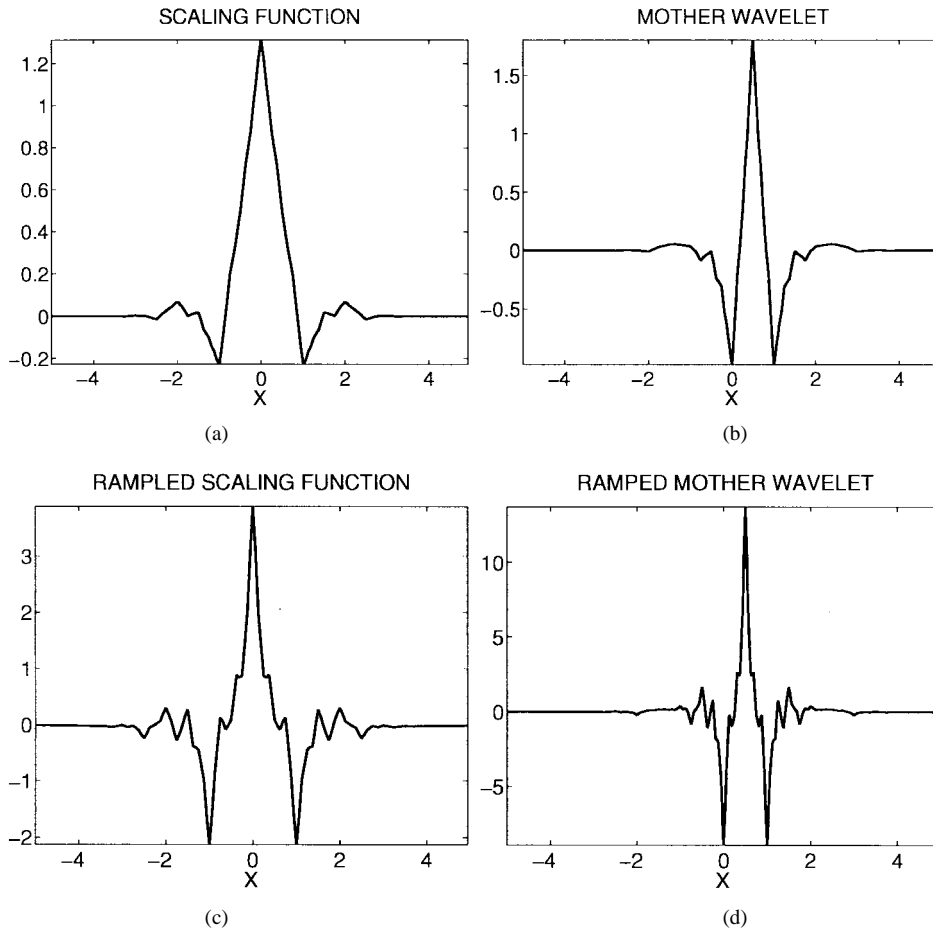 SCALING FUNCTION
1.2
1
0.8
0.6
0.4
0.2
0
−0.2
−4 −2 0 2 4
X
(a)
MOTHER WAVELET
1.5
1
0.5
0
−0.5
−4 −2 0 2 4
X
(b)
RAMPLED SCALING FUNCTION
3
2
1
0
−1
−2
−4 −2 0 2 4
X
(c)
RAMPED MOTHER WAVELET
10
5
0
−5
−4 −2 0 2 4
X
(d)